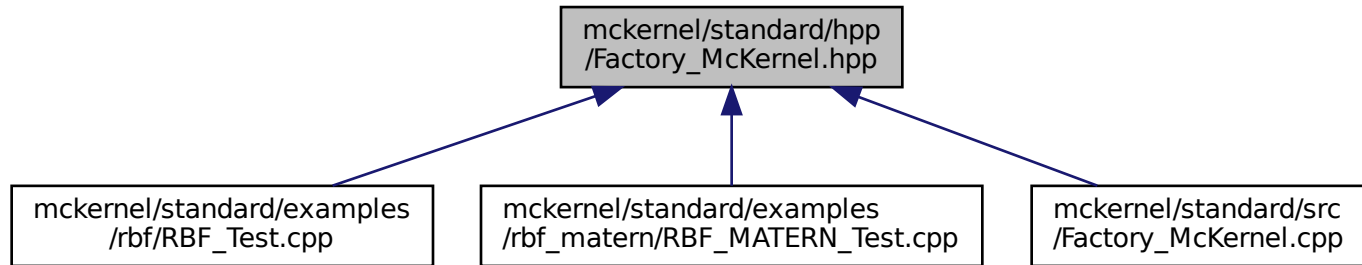 mckernel/standard/hpp
/Factory_McKernel.hpp
mckernel/standard/examples
/rbf/RBF_Test.cpp
mckernel/standard/examples
/rbf_matern/RBF_MATERN_Test.cpp
mckernel/standard/src
/Factory_McKernel.cpp